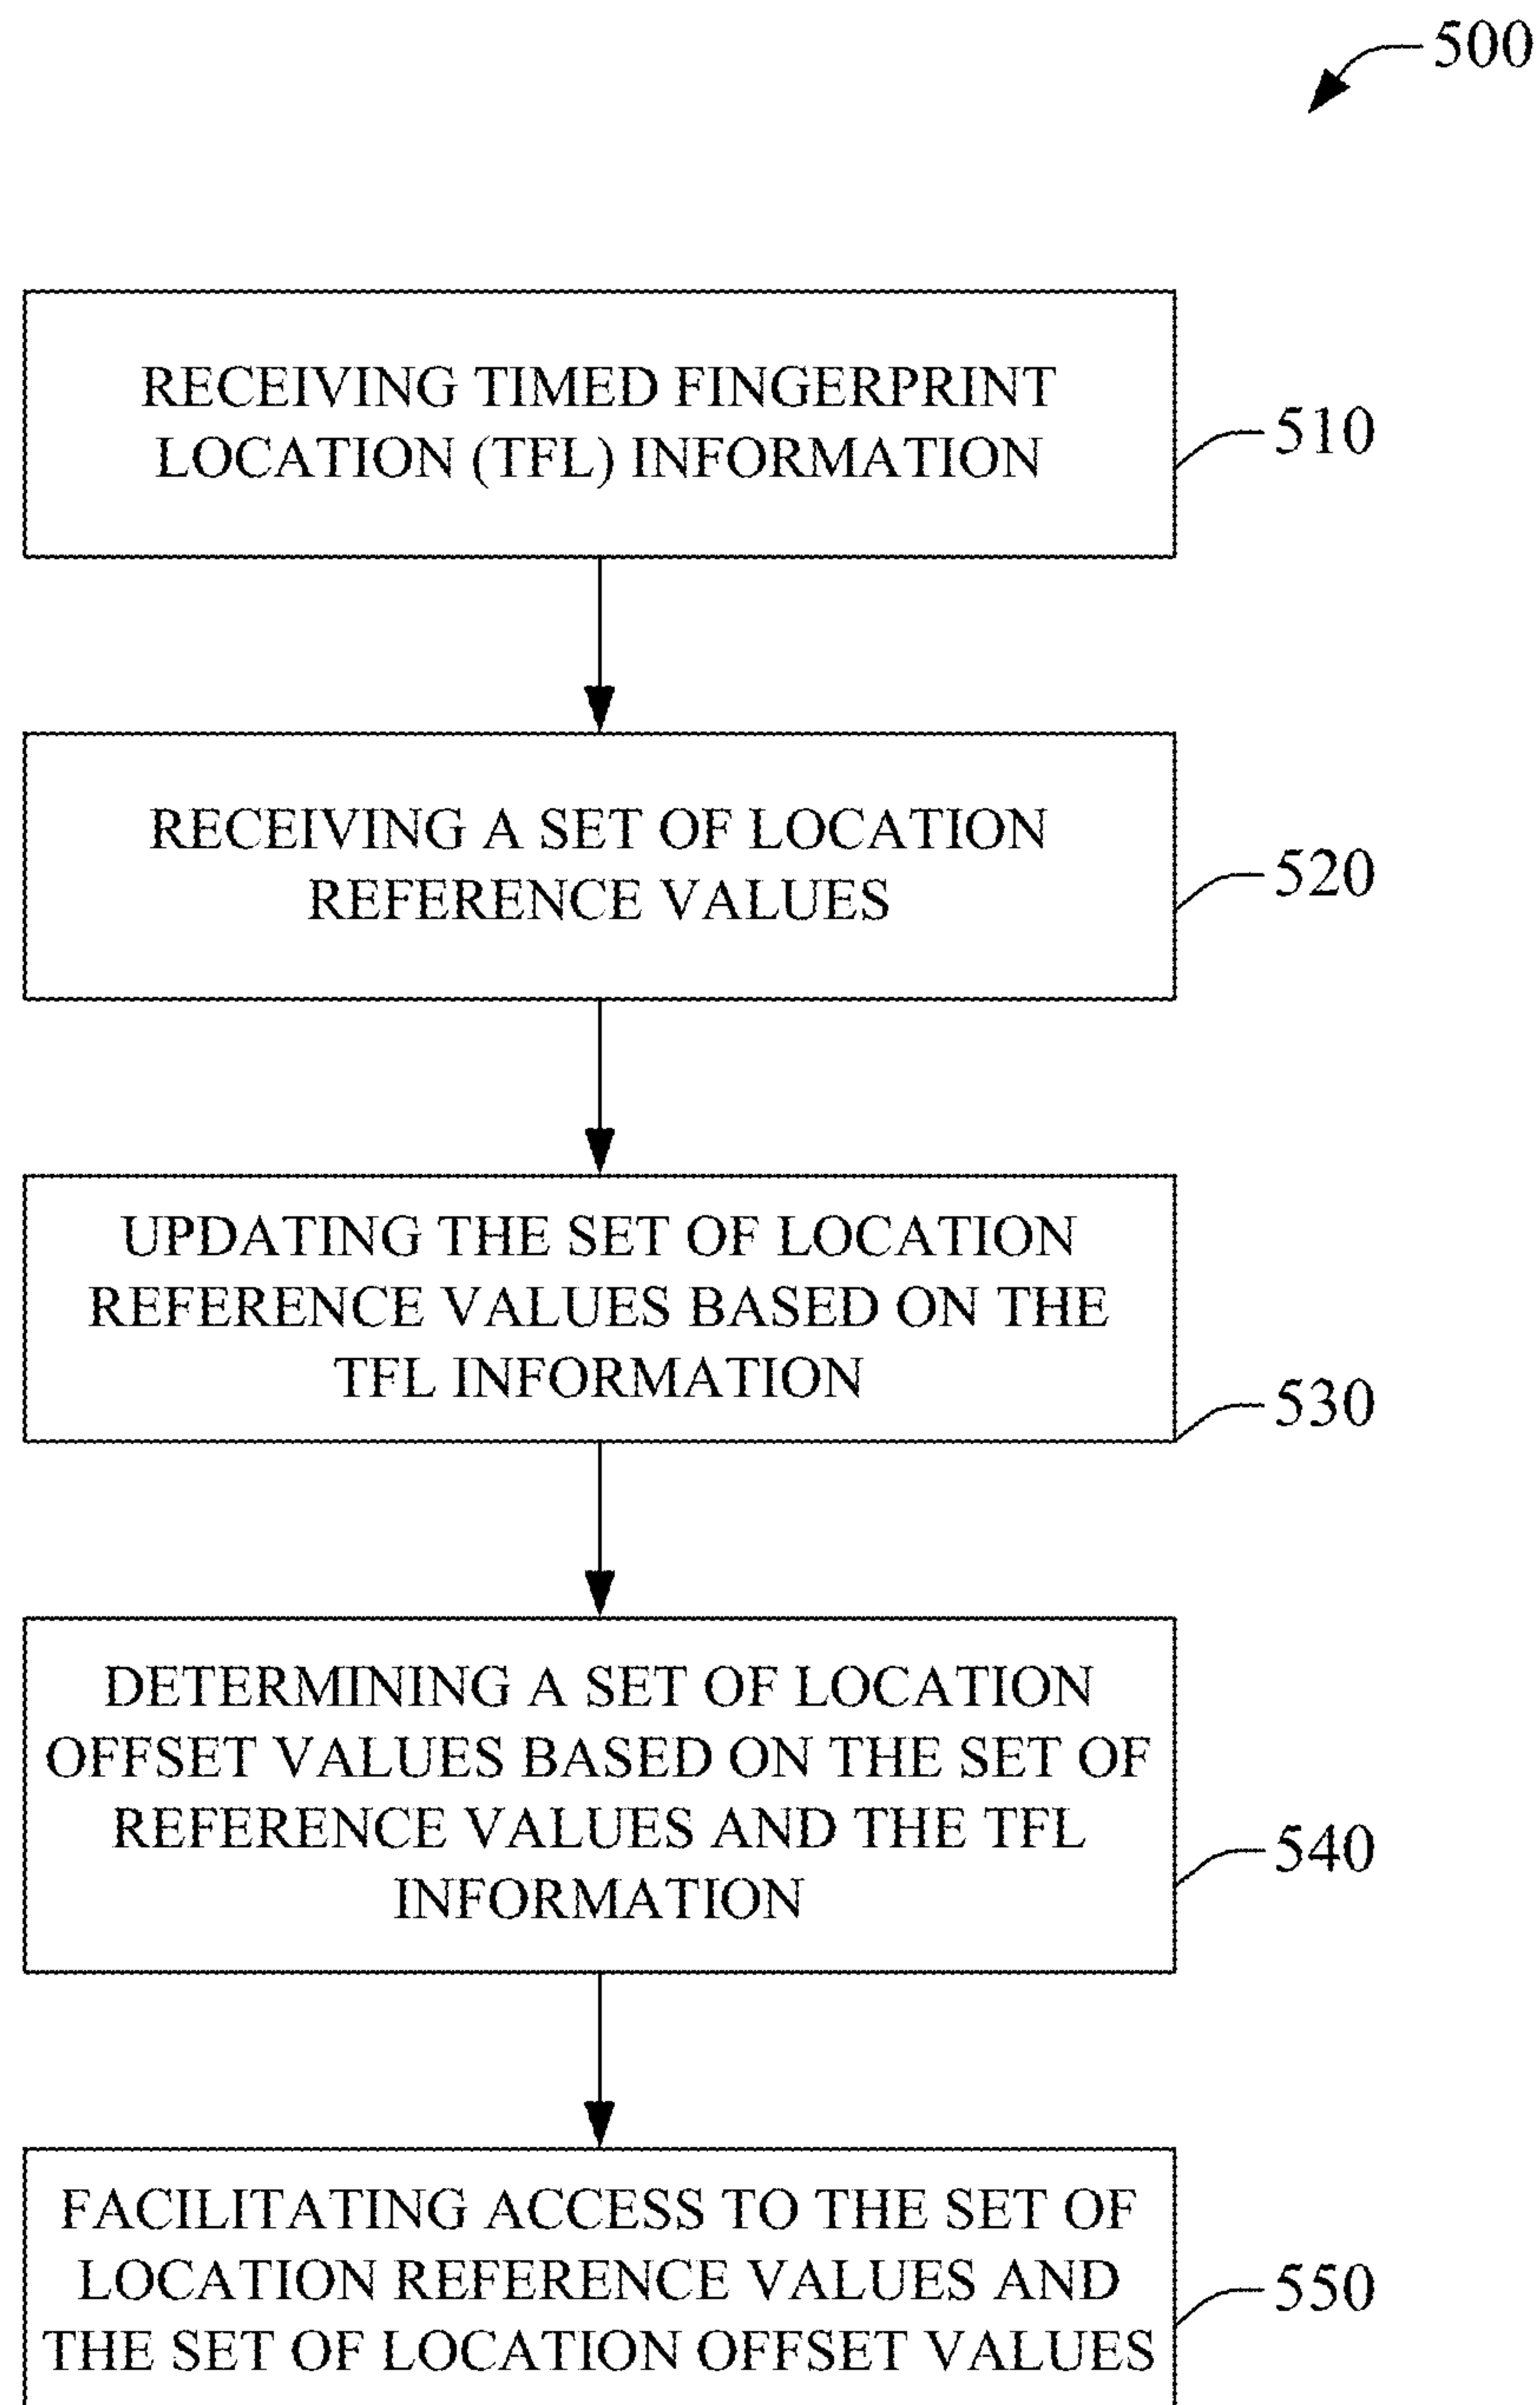 500
RECEIVING TIMED FINGERPRINT
LOCATION (TFL) INFORMATION
510
RECEIVING A SET OF LOCATION
REFERENCE VALUES
520
UPDATING THE SET OF LOCATION
REFERENCE VALUES BASED ON THE
TFL INFORMATION
530
DETERMINING A SET OF LOCATION
OFFSET VALUES BASED ON THE SET OF
REFERENCE VALUES AND THE TFL
INFORMATION
540
FACILITATING ACCESS TO THE SET OF
LOCATION REFERENCE VALUES AND
THE SET OF LOCATION OFFSET VALUES
550